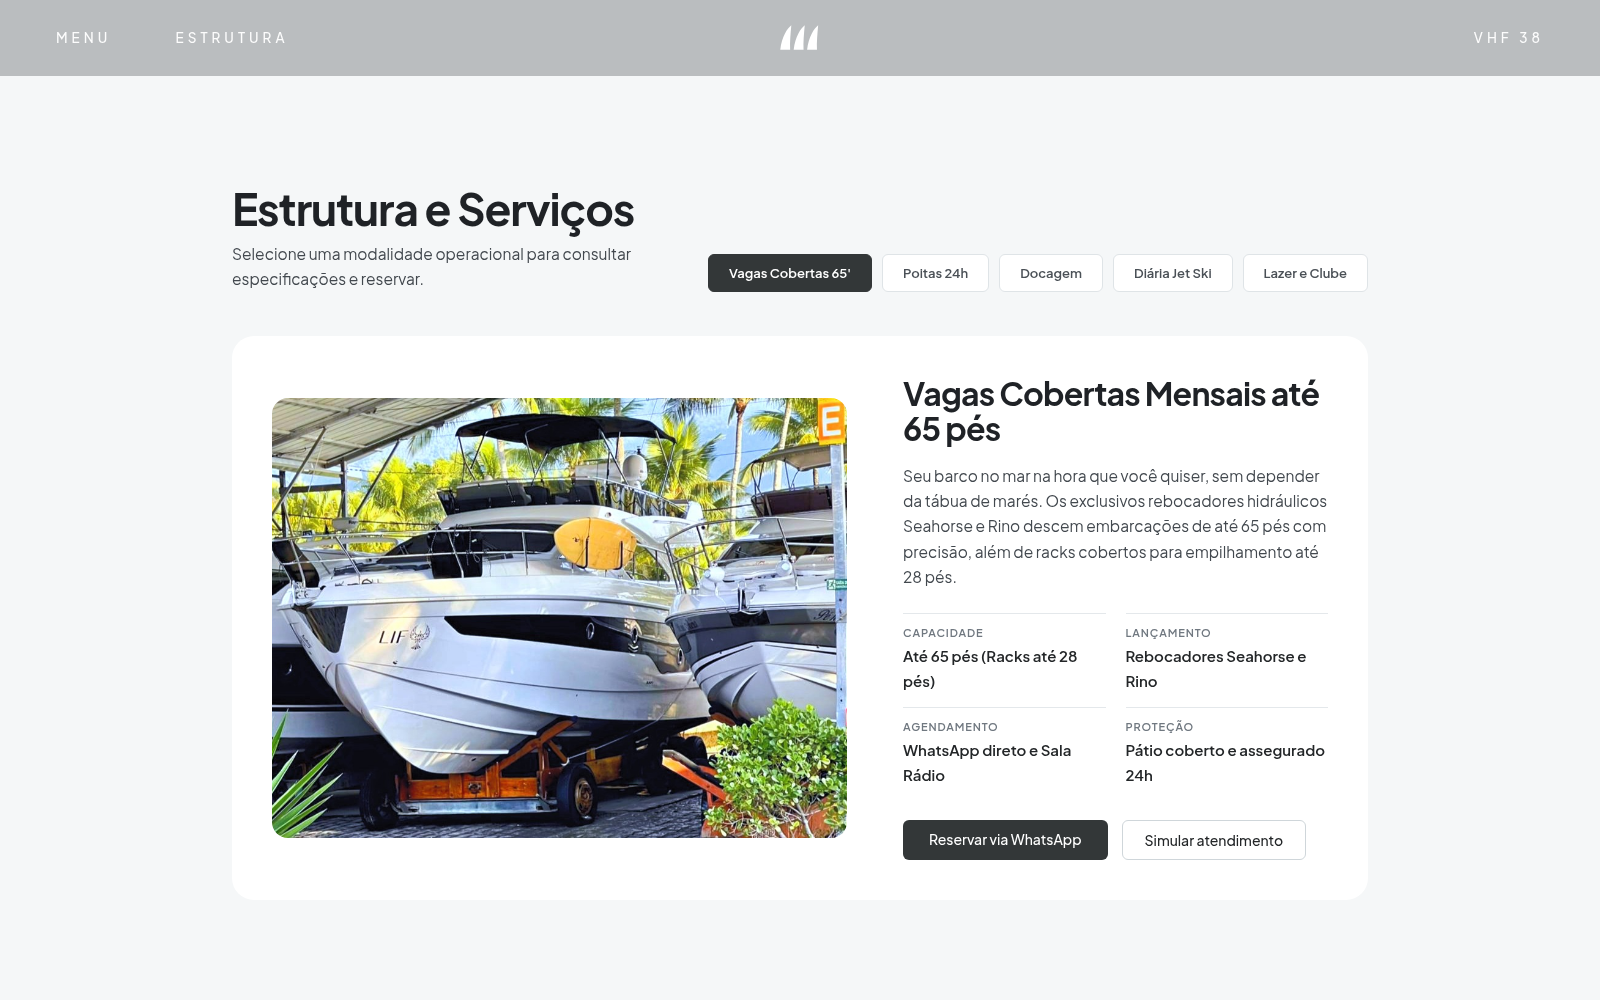 MENU
ESTRUTURA
VHF 38
Estrutura e Serviços
Selecione uma modalidade operacional para consultar
especificações e reservar.
Vagas Cobertas 65'
Poitas 24h
Docagem
Diária Jet Ski
Lazer e Clube
E
LIF
Vagas Cobertas Mensais até
65 pés
Seu barco no mar na hora que você quiser, sem depender
da tábua de marés. Os exclusivos rebocadores hidráulicos
Seahorse e Rino descem embarcações de até 65 pés com
precisão, além de racks cobertos para empilhamento até
28 pés.
CAPACIDADE
Até 65 pés (Racks até 28
pés)
LANÇAMENTO
Rebocadores Seahorse e
Rino
AGENDAMENTO
WhatsApp direto e Sala
Rádio
PROTEÇÃO
Pátio coberto e assegurado
24h
Reservar via WhatsApp
Simular atendimento